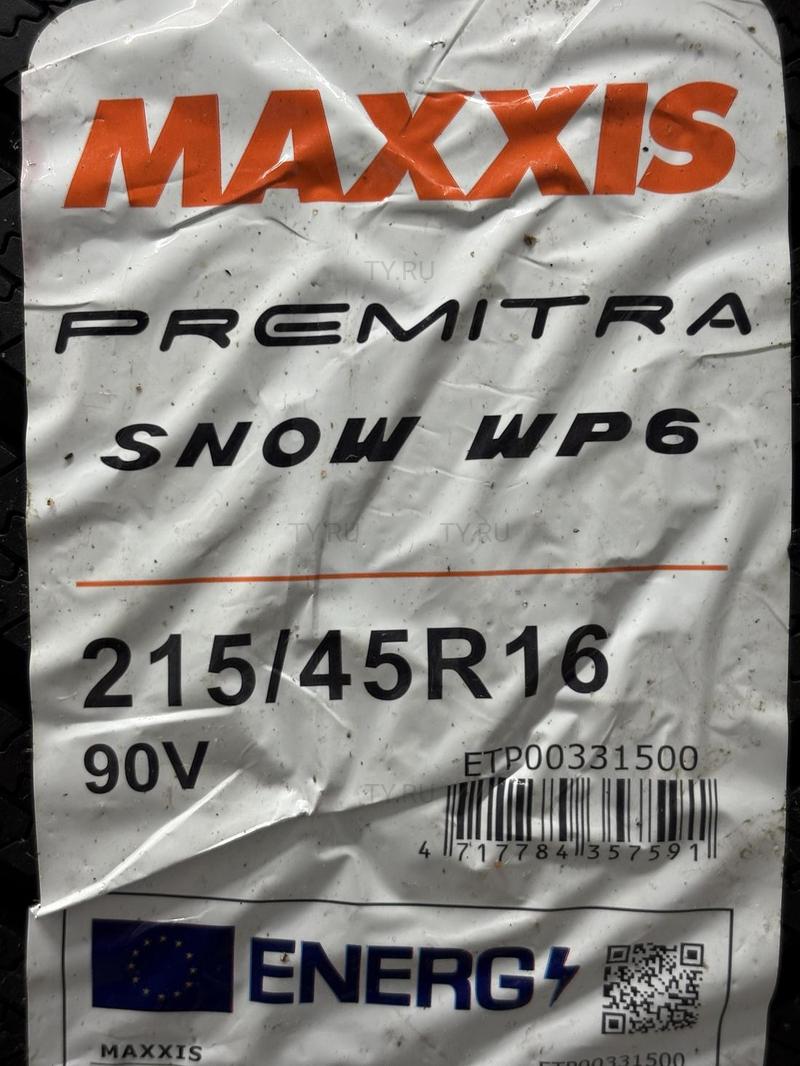 MAXXIS
TY.RU
PREMITRA
SNOW WP6
TY.RU TY.RU
215/45R16
90V
ETP00331500
TY.RU
4 717784 357591
ENERG
MAXXIS
ETP00331500